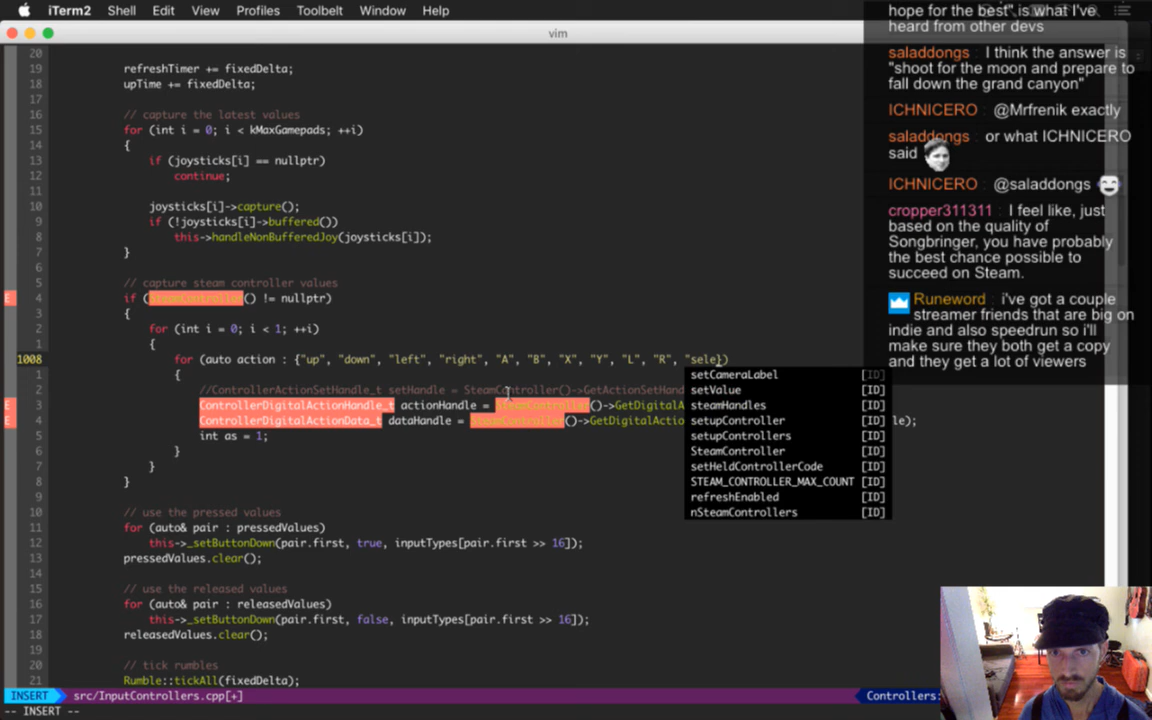 iTerm2 Shell Edit View Profiles Toolbelt Window Help
vim
20
19 refreshTimer += fixedDelta;
18 upTime += fixedDelta;
17
16 // capture the latest values
15 for (int i = 0; i < kMaxGamepads; ++i)
14 {
13 if (joysticks[i] == nullptr)
12 continue;
11
10 joysticks[i]->capture();
9 if (!joysticks[i]->buffered())
8 this->handleNonBufferedJoy(joysticks[i]);
7 }
6
5 // capture steam controller values
E 4 if (SteamController() != nullptr)
3 {
2 for (int i = 0; i < 1; ++i)
1 {
1008 for (auto action : {"up", "down", "left", "right", "A", "B", "X", "Y", "L", "R", "sele})
1 {
2 //ControllerActionSetHandle_t setHandle = SteamController()->GetActionSetHand
E 3 ControllerDigitalActionHandle_t actionHandle = SteamController()->GetDigitalA
E 4 ControllerDigitalActionData_t dataHandle = SteamController()->GetDigitalActio le);
5 int as = 1;
6 }
7 }
8 }
9
10 // use the pressed values
11 for (auto& pair : pressedValues)
12 this->_setButtonDown(pair.first, true, inputTypes[pair.first >> 16]);
13 pressedValues.clear();
14
15 // use the released values
16 for (auto& pair : releasedValues)
17 this->_setButtonDown(pair.first, false, inputTypes[pair.first >> 16]);
18 releasedValues.clear();
19
20 // tick rumbles
21 Rumble::tickAll(fixedDelta);
setCameraLabel [ID]
setValue [ID]
steamHandles [ID]
setupController [ID]
setupControllers [ID]
SteamController [ID]
setHeldControllerCode [ID]
STEAM_CONTROLLER_MAX_COUNT [ID]
refreshEnabled [ID]
nSteamControllers [ID]
INSERT src/InputControllers.cpp[+] Controllers:
-- INSERT --
hope for the best" is what I've
heard from other devs
saladdongs : I think the answer is
"shoot for the moon and prepare to
fall down the grand canyon"
ICHNICERO : @Mrfrenik exactly
saladdongs : or what ICHNICERO
said
ICHNICERO : @saladdongs
cropper311311 : I feel like, just
based on the quality of
Songbringer, you have probably
the best chance possible to
succeed on Steam.
Runeword : i've got a couple
streamer friends that are big on
indie and also speedrun so i'll
make sure they both get a copy
and they get a lot of viewers